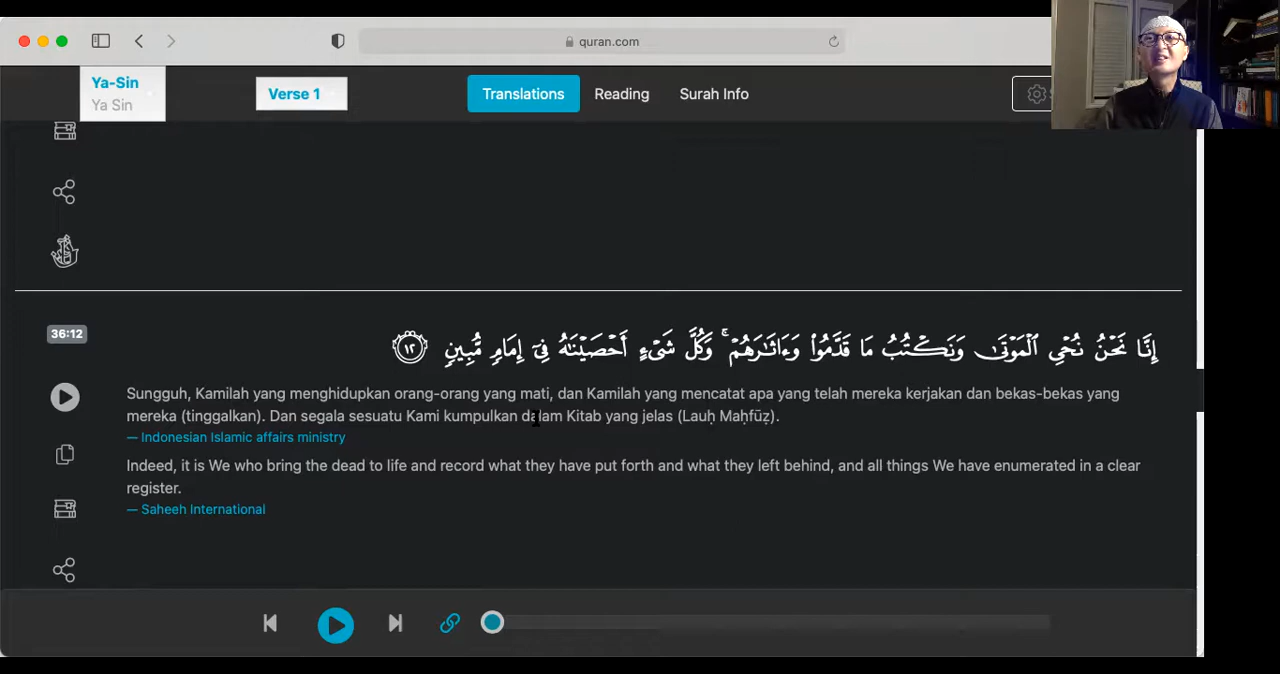 quran.com
Ya-Sin
Ya Sin
Verse 1
Translations
Reading
Surah Info
36:12
إِنَّا نَحْنُ نُحْىِ ٱلْمَوْتَىٰ وَنَكْتُبُ مَا قَدَّمُوا۟ وَءَاثَـٰرَهُمْ ۚ وَكُلَّ شَىْءٍ أَحْصَيْنَـٰهُ فِىٓ إِمَامٍ مُّبِينٍ ١٢
Sungguh, Kamilah yang menghidupkan orang-orang yang mati, dan Kamilah yang mencatat apa yang telah mereka kerjakan dan bekas-bekas yang
mereka (tinggalkan). Dan segala sesuatu Kami kumpulkan dalam Kitab yang jelas (Lauḥ Maḥfūẓ).
— Indonesian Islamic affairs ministry
Indeed, it is We who bring the dead to life and record what they have put forth and what they left behind, and all things We have enumerated in a clear
register.
— Saheeh International